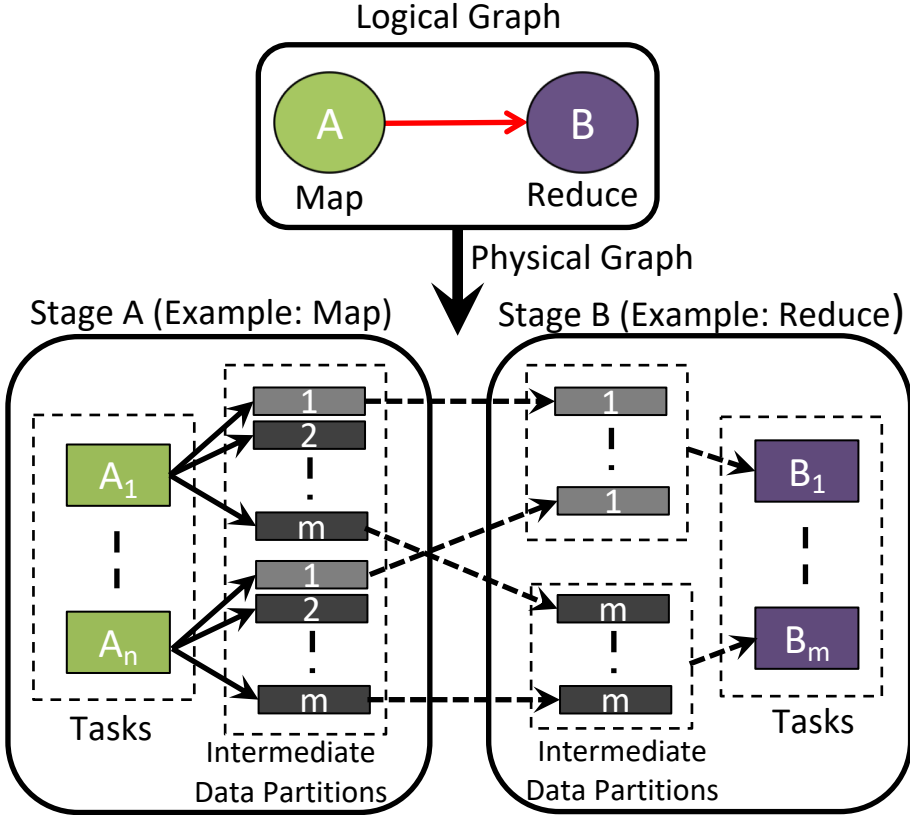 Logical Graph
A
B
Map
Reduce
Physical Graph
Stage A (Example: Map)
Stage B (Example: Reduce)
A1
An
Tasks
1
2
m
1
2
m
Intermediate
Data Partitions
1
1
m
m
Intermediate
Data Partitions
B1
Bm
Tasks